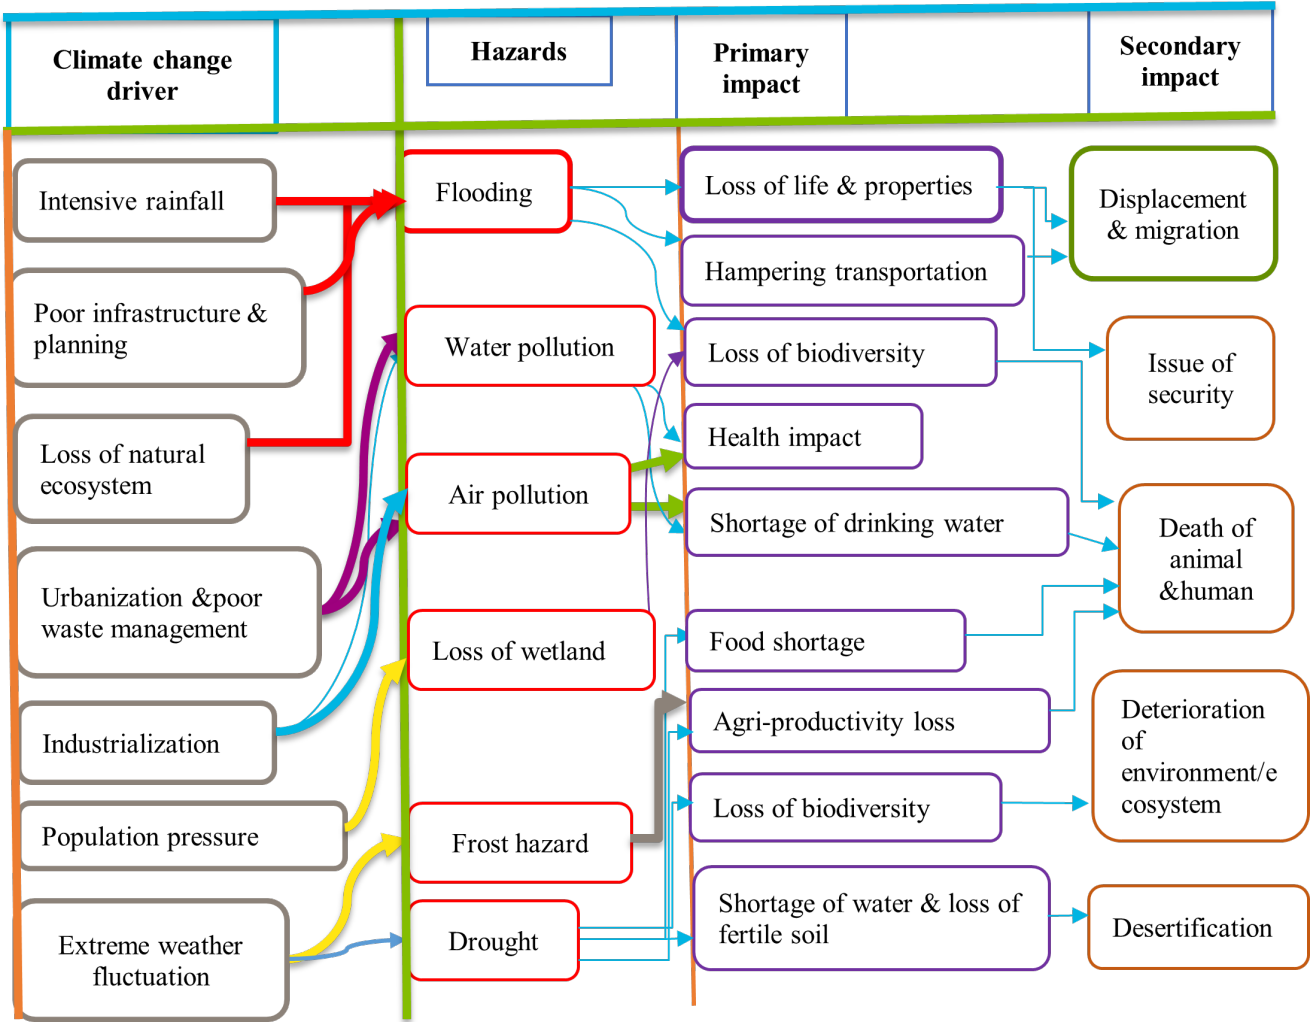 Climate change
driver
Hazards
Primary
impact
Secondary
impact
Intensive rainfall
Poor infrastructure &
planning
Loss of natural
ecosystem
Urbanization &poor
waste management
Industrialization
Population pressure
Extreme weather
fluctuation
Flooding
Water pollution
Air pollution
Loss of wetland
Frost hazard
Drought
Loss of life & properties
Hampering transportation
Loss of biodiversity
Health impact
Shortage of drinking water
Food shortage
Agri-productivity loss
Loss of biodiversity
Shortage of water & loss of
fertile soil
Displacement
& migration
Issue of
security
Death of
animal
&human
Deterioration
of
environment/e
cosystem
Desertification